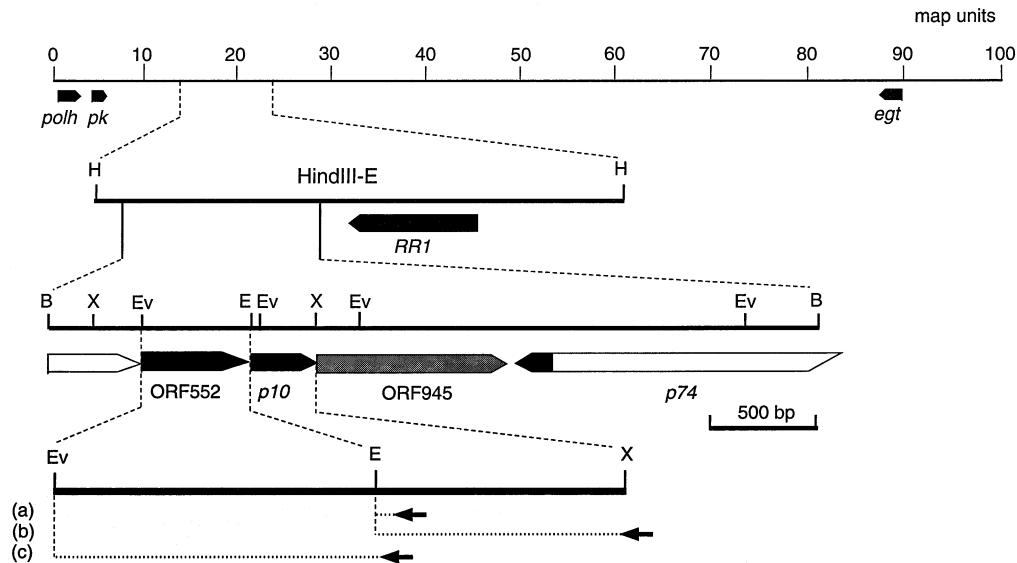 map units
0 10 20 30 40 50 60 70 80 90 100
polh pk egt
H HindIII-E H
RR1
B X Ev E Ev X Ev Ev B
ORF552 p10 ORF945 p74
500 bp
Ev E X
(a)
(b)
(c)